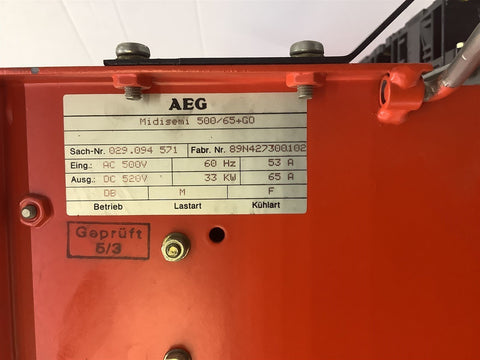 AEG
Midisemi 500/65+GD
Sach-Nr. 029.094 571 Fabr. Nr. 89N427300102
Eing.: AC 500V 60 Hz 53 A
Ausg.: DC 520V 33 KW 65 A
DB M F
Betrieb Lastart Kühlart
Geprüft
5/3